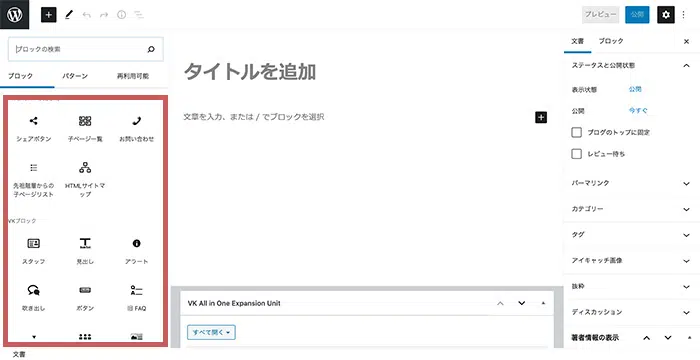 プレビュー
公開
ブロックの検索
ブロック
パターン
再利用可能
シェアボタン
子ページ一覧
お問い合わせ
先祖階層からの
子ページリスト
HTMLサイトマ
ップ
VKブロック
スタッフ
見出し
アラート
吹き出し
ボタン
旧 FAQ
タイトルを追加
文章を入力、または / でブロックを選択
VK All in One Expansion Unit
すべて開く
文書
ブロック
ステータスと公開状態
表示状態
公開
公開
今すぐ
ブログのトップに固定
レビュー待ち
パーマリンク
カテゴリー
タグ
アイキャッチ画像
抜粋
ディスカッション
著者情報の表示
文書